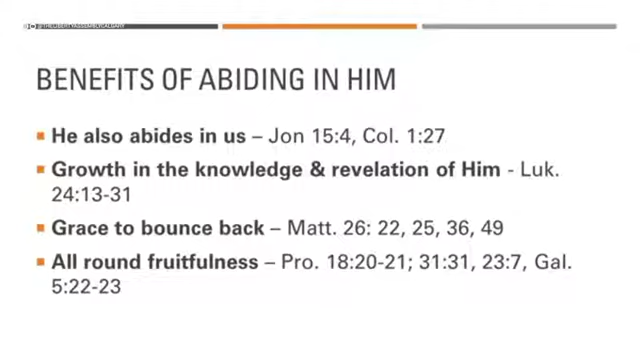 @THELIBERTYASSEMBLYCALGARY
BENEFITS OF ABIDING IN HIM
▪ He also abides in us – Jon 15:4, Col. 1:27
▪ Growth in the knowledge & revelation of Him - Luk.
24:13-31
▪ Grace to bounce back – Matt. 26: 22, 25, 36, 49
▪ All round fruitfulness – Pro. 18:20-21; 31:31, 23:7, Gal.
5:22-23